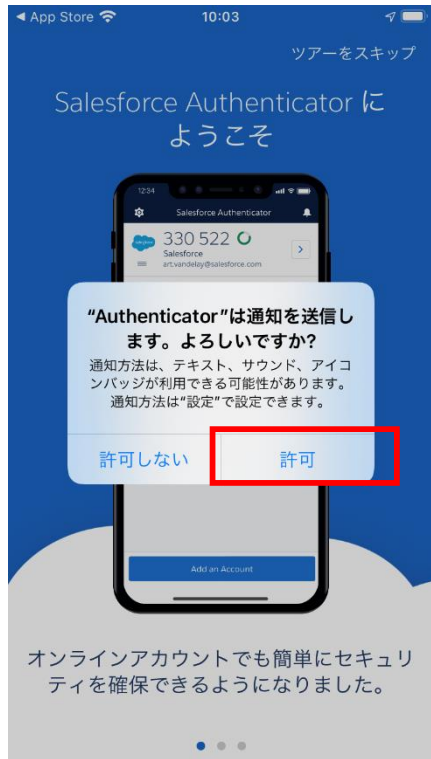 App Store
10:03
ツアーをスキップ
Salesforce Authenticator に
ようこそ
12:34
Salesforce Authenticator
salesforce
330 522
Salesforce
art.vandelay@salesforce.com
"Authenticator"は通知を送信し
ます。よろしいですか?
通知方法は、テキスト、サウンド、アイコ
ンバッジが利用できる可能性があります。
通知方法は"設定"で設定できます。
許可しない
許可
Add an Account
オンラインアカウントでも簡単にセキュリ
ティを確保できるようになりました。